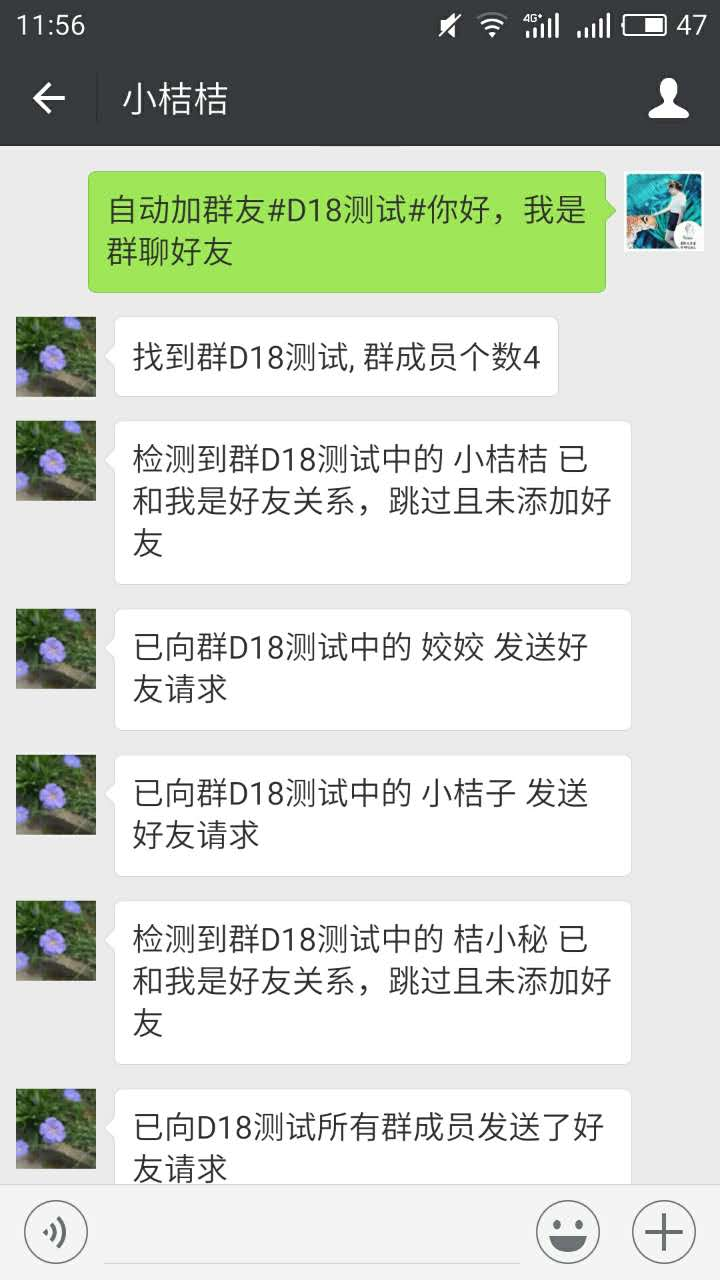 11:56
4G+
47
小桔桔
自动加群友#D18测试#你好，我是
群聊好友
找到群D18测试, 群成员个数4
检测到群D18测试中的 小桔桔 已
和我是好友关系，跳过且未添加好
友
已向群D18测试中的 姣姣 发送好
友请求
已向群D18测试中的 小桔子 发送
好友请求
检测到群D18测试中的 桔小秘 已
和我是好友关系，跳过且未添加好
友
已向D18测试所有群成员发送了好
友请求